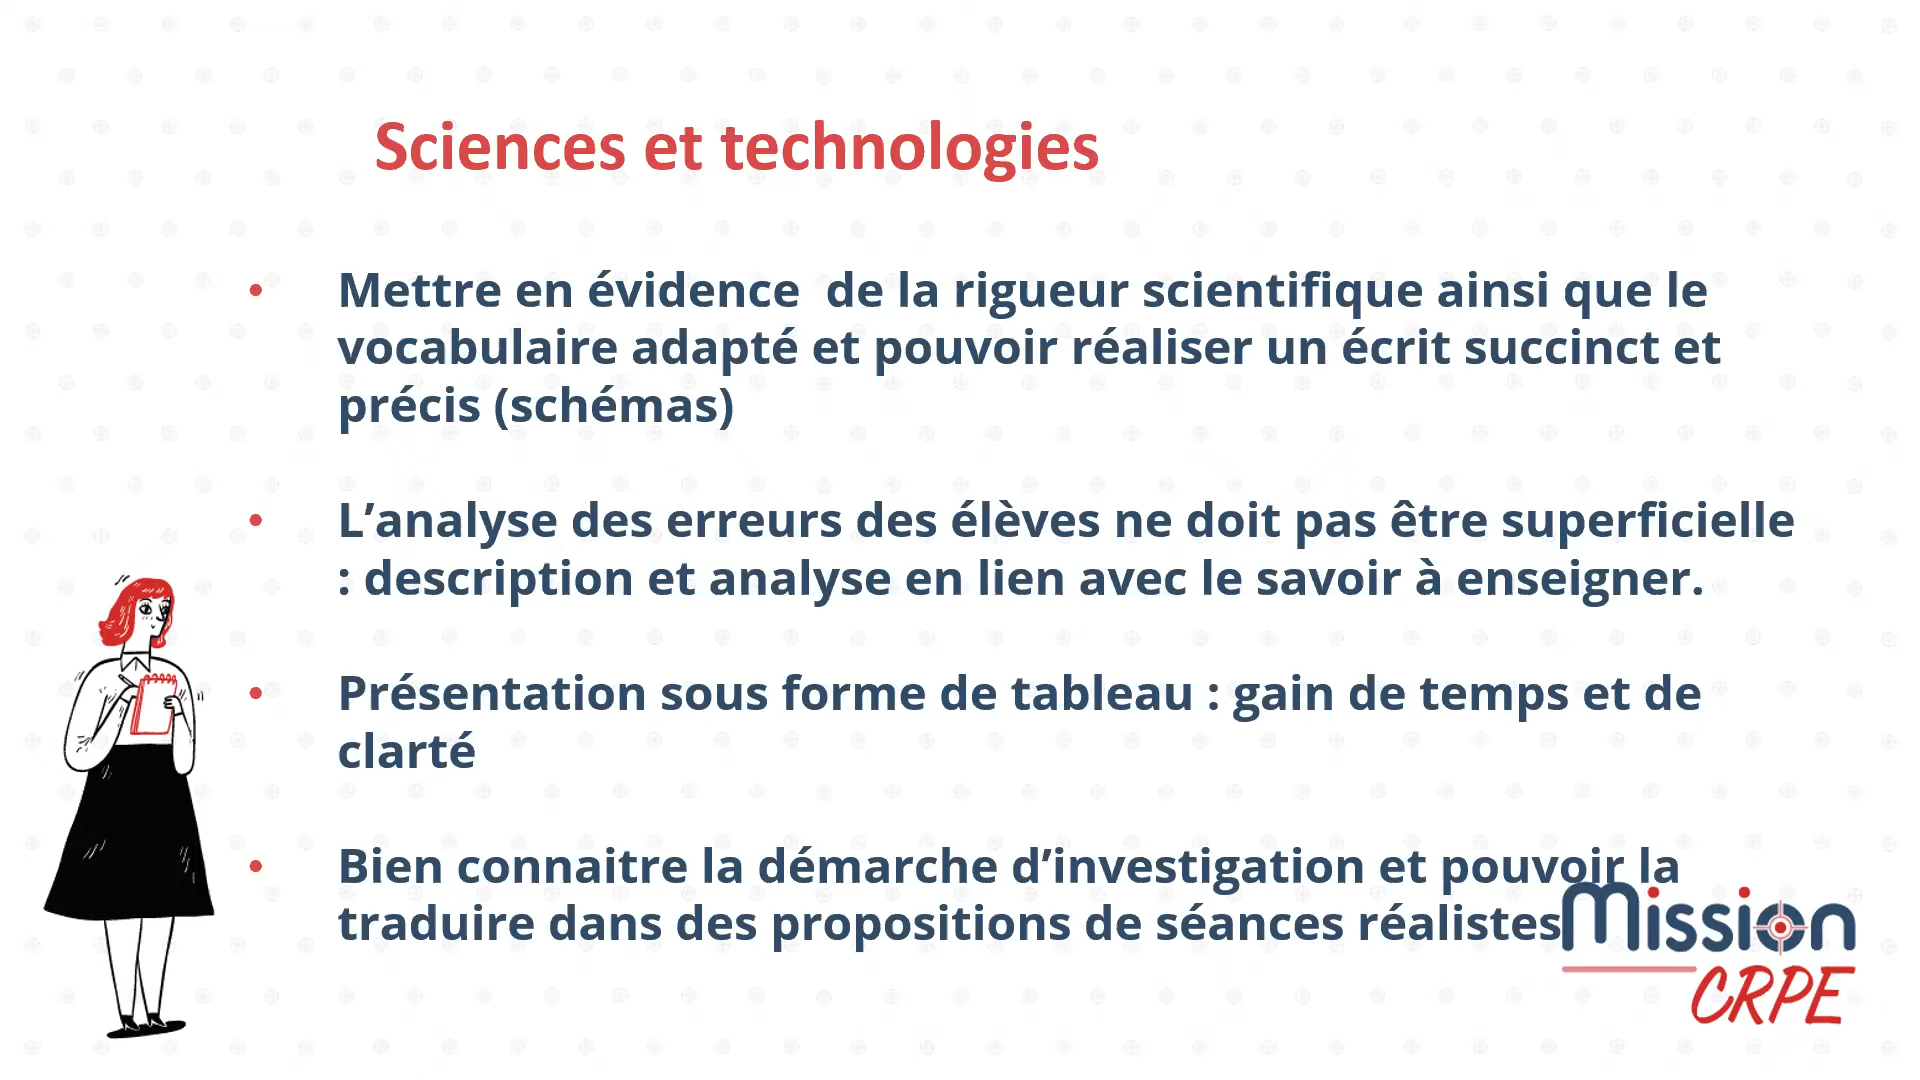 Sciences et technologies
• Mettre en évidence  de la rigueur scientifique ainsi que le
vocabulaire adapté et pouvoir réaliser un écrit succinct et
précis (schémas)
• L’analyse des erreurs des élèves ne doit pas être superficielle
: description et analyse en lien avec le savoir à enseigner.
• Présentation sous forme de tableau : gain de temps et de
clarté
• Bien connaitre la démarche d’investigation et pouvoir la
traduire dans des propositions de séances réalistes
Mission
CRPE